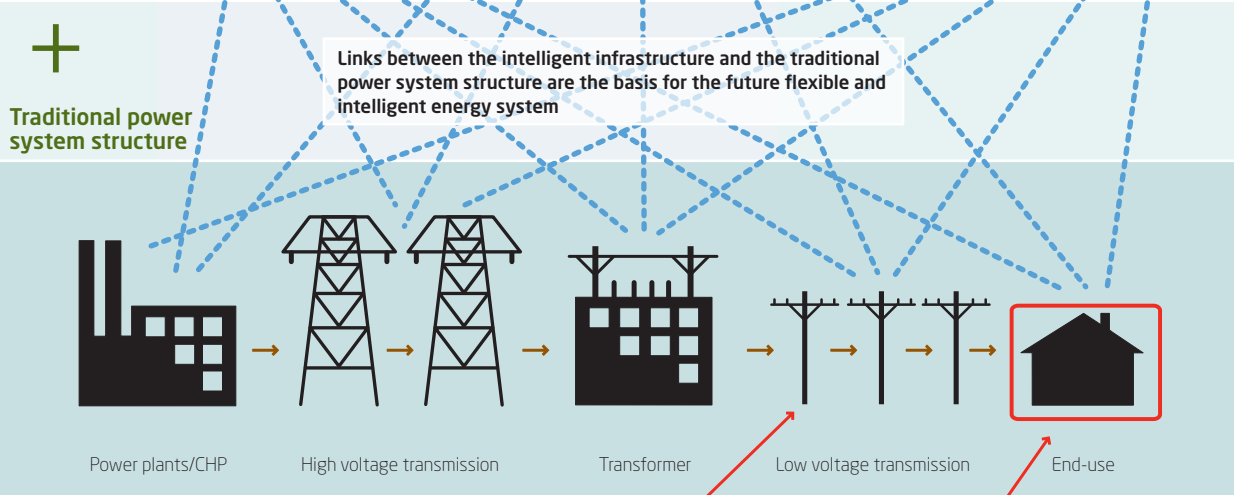 Links between the intelligent infrastructure and the traditional
power system structure are the basis for the future flexible and
intelligent energy system
Traditional power
system structure
Power plants/CHP
High voltage transmission
Transformer
Low voltage transmission
End-use